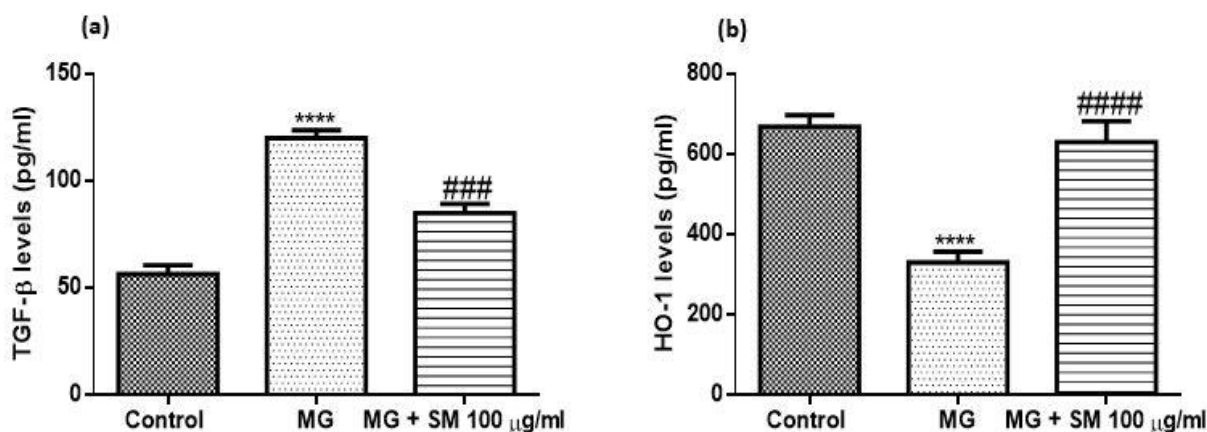 (a)
TGF-β levels (pg/ml)
150
100
50
0
****
###
Control
MG
MG + SM 100 μg/ml
(b)
HO-1 levels (pg/ml)
800
600
400
200
0
****
####
Control
MG
MG + SM 100 μg/ml